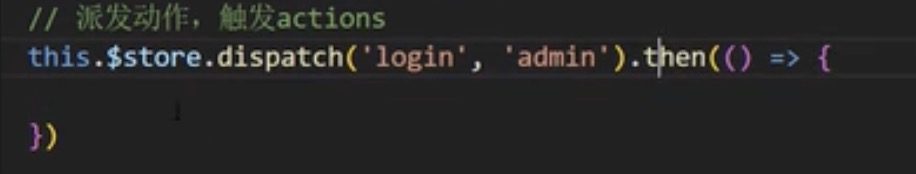 // 派发动作，触发actions
this.$store.dispatch('login', 'admin').then(() => {
})